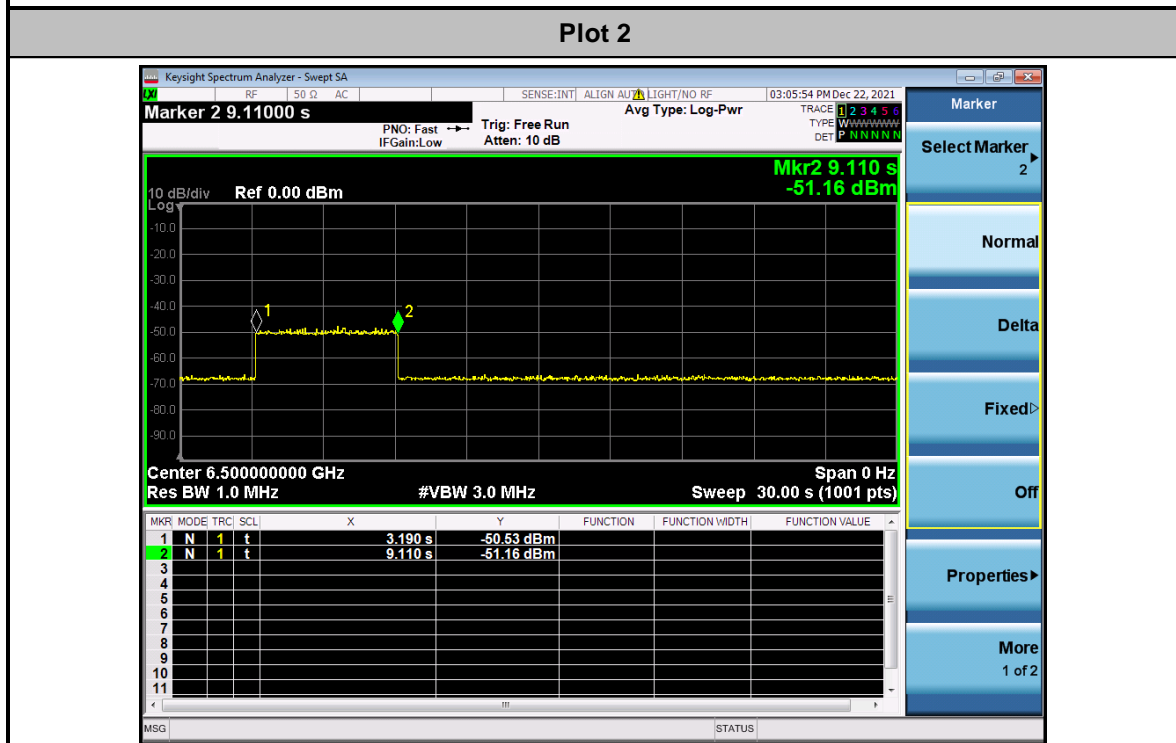 Plot 2
Keysight Spectrum Analyzer - Swept SA
LXI RF 50 Ω AC SENSE:INT ALIGN AUTO LIGHT/NO RF 03:05:54 PM Dec 22, 2021
Marker 2 9.11000 s
PNO: Fast
IFGain:Low
Trig: Free Run
Atten: 10 dB
Avg Type: Log-Pwr
TRACE 1 2 3 4 5 6
TYPE WWWWWW
DET P N N N N N
Mkr2 9.110 s
-51.16 dBm
10 dB/div Ref 0.00 dBm
Log
-10.0
-20.0
-30.0
-40.0
-50.0
-60.0
-70.0
-80.0
-90.0
1
2
Center 6.500000000 GHz Span 0 Hz
Res BW 1.0 MHz #VBW 3.0 MHz Sweep 30.00 s (1001 pts)
MKR MODE TRC SCL X Y FUNCTION FUNCTION WIDTH FUNCTION VALUE
1 N 1 t 3.190 s -50.53 dBm
2 N 1 t 9.110 s -51.16 dBm
3
4
5
6
7
8
9
10
11
MSG STATUS
Marker
Select Marker
2
Normal
Delta
Fixed
Off
Properties
More
1 of 2